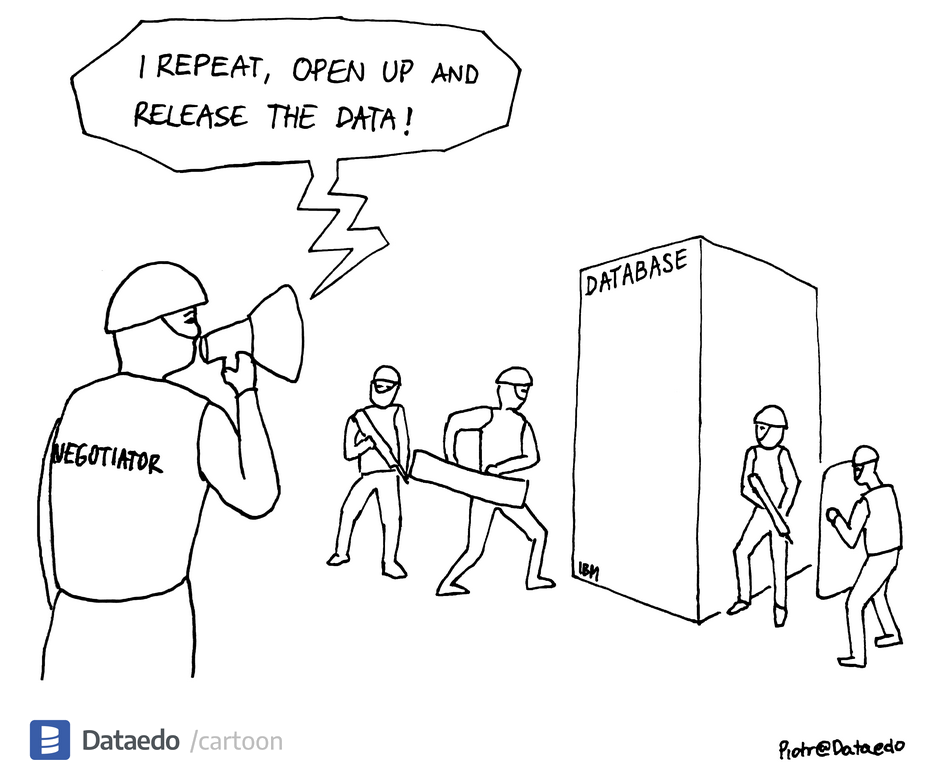 I REPEAT, OPEN UP AND
RELEASE THE DATA!
DATABASE
NEGOTIATOR
IBM
Dataedo /cartoon
Piotr@Dataedo